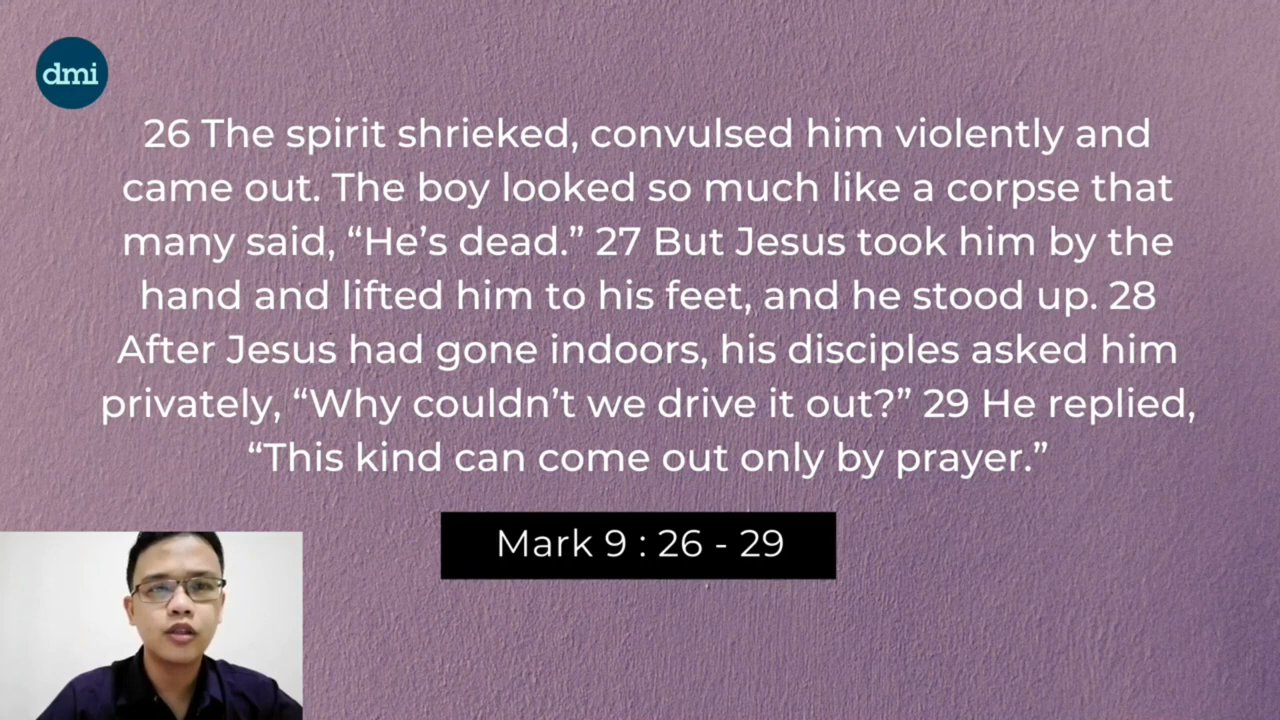 dmi
26 The spirit shrieked, convulsed him violently and
came out. The boy looked so much like a corpse that
many said, “He’s dead.” 27 But Jesus took him by the
hand and lifted him to his feet, and he stood up. 28
After Jesus had gone indoors, his disciples asked him
privately, “Why couldn’t we drive it out?” 29 He replied,
“This kind can come out only by prayer.”
Mark 9 : 26 - 29